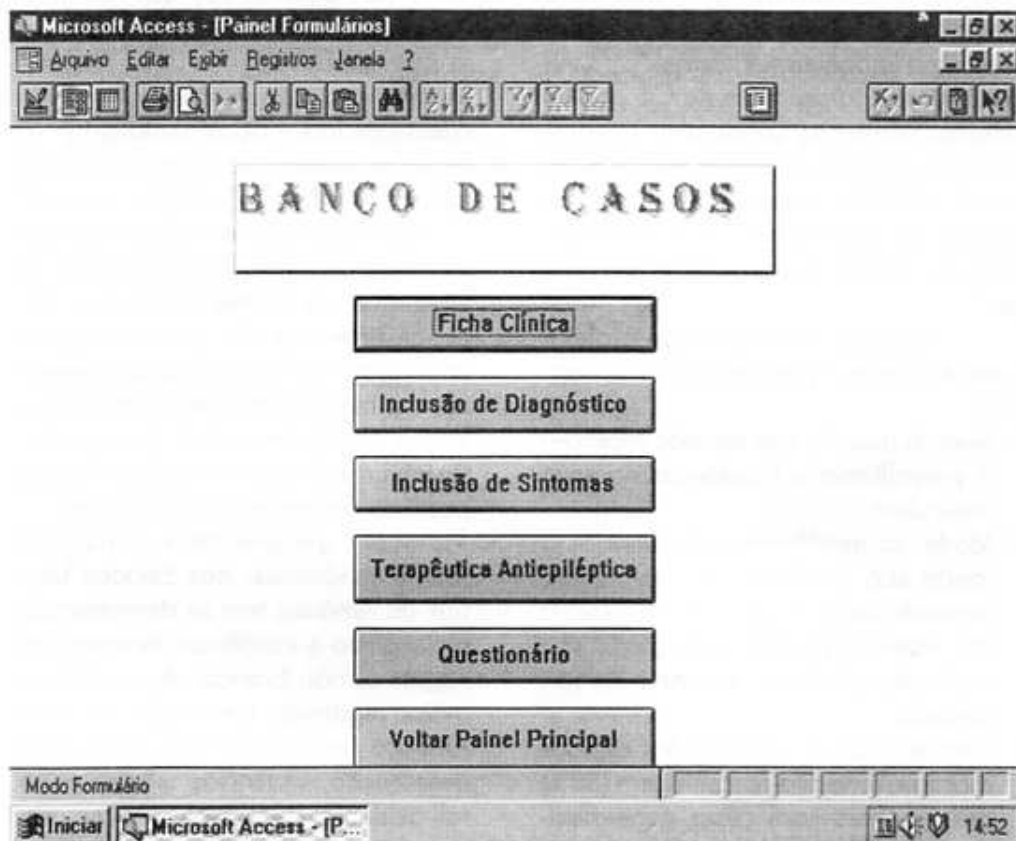 Microsoft Access - [Painel Formulários]
Arquivo Editar Exibir Registros Janela ?
BANCO DE CASOS
Ficha Clínica
Inclusão de Diagnóstico
Inclusão de Sintomas
Terapêutica Antiepiléptica
Questionário
Voltar Painel Principal
Modo Formulário
Iniciar Microsoft Access - [P... 14:52